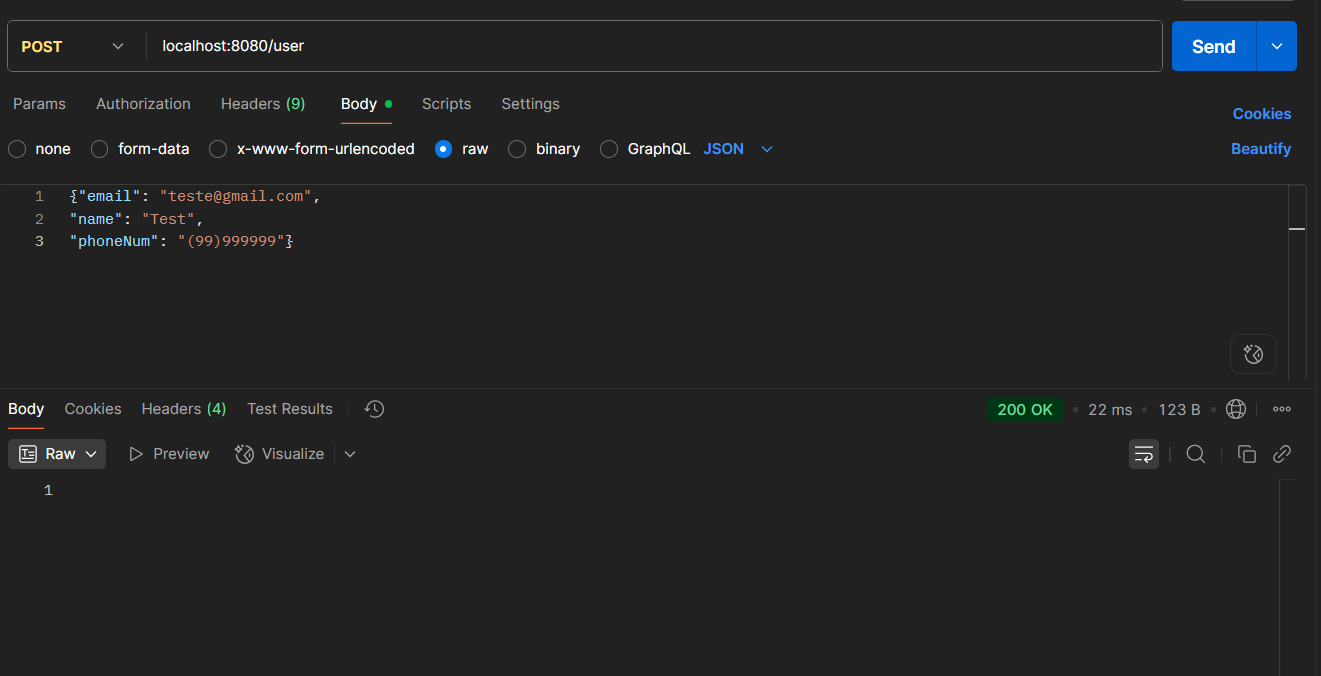 POST localhost:8080/user Send
Params Authorization Headers (9) Body Scripts Settings Cookies
none form-data x-www-form-urlencoded raw binary GraphQL JSON Beautify
1 {"email": "teste@gmail.com",
2 "name": "Test",
3 "phoneNum": "(99)999999"}
Body Cookies Headers (4) Test Results 200 OK 22 ms 123 B
Raw Preview Visualize
1